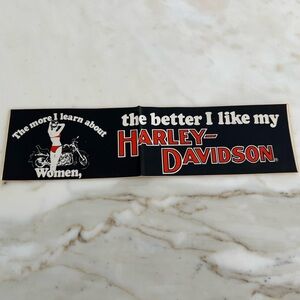 The more I learn about
Women,
the better I like my
HARLEY-
DAVIDSON®